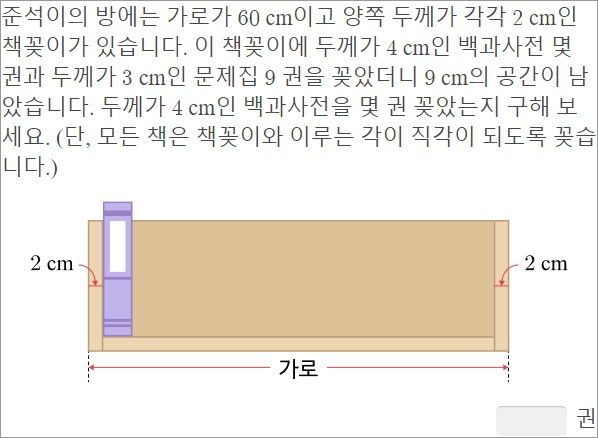 준석이의 방에는 가로가 60 cm이고 양쪽 두께가 각각 2 cm인
책꽂이가 있습니다. 이 책꽂이에 두께가 4 cm인 백과사전 몇
권과 두께가 3 cm인 문제집 9 권을 꽂았더니 9 cm의 공간이 남
았습니다. 두께가 4 cm인 백과사전을 몇 권 꽂았는지 구해 보
세요. (단, 모든 책은 책꽂이와 이루는 각이 직각이 되도록 꽂습
니다.)
2 cm
2 cm
가로
권